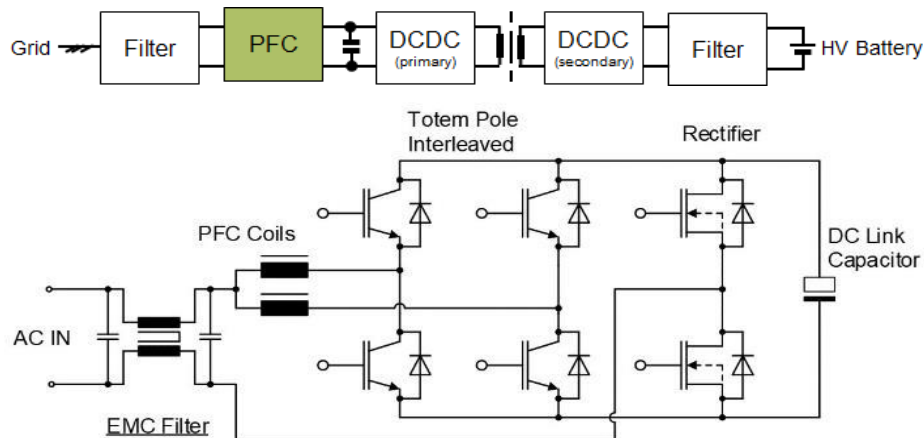 Grid
Filter
PFC
DCDC
(primary)
DCDC
(secondary)
Filter
HV Battery
Totem Pole
Interleaved
Rectifier
PFC Coils
DC Link
Capacitor
AC IN
EMC Filter